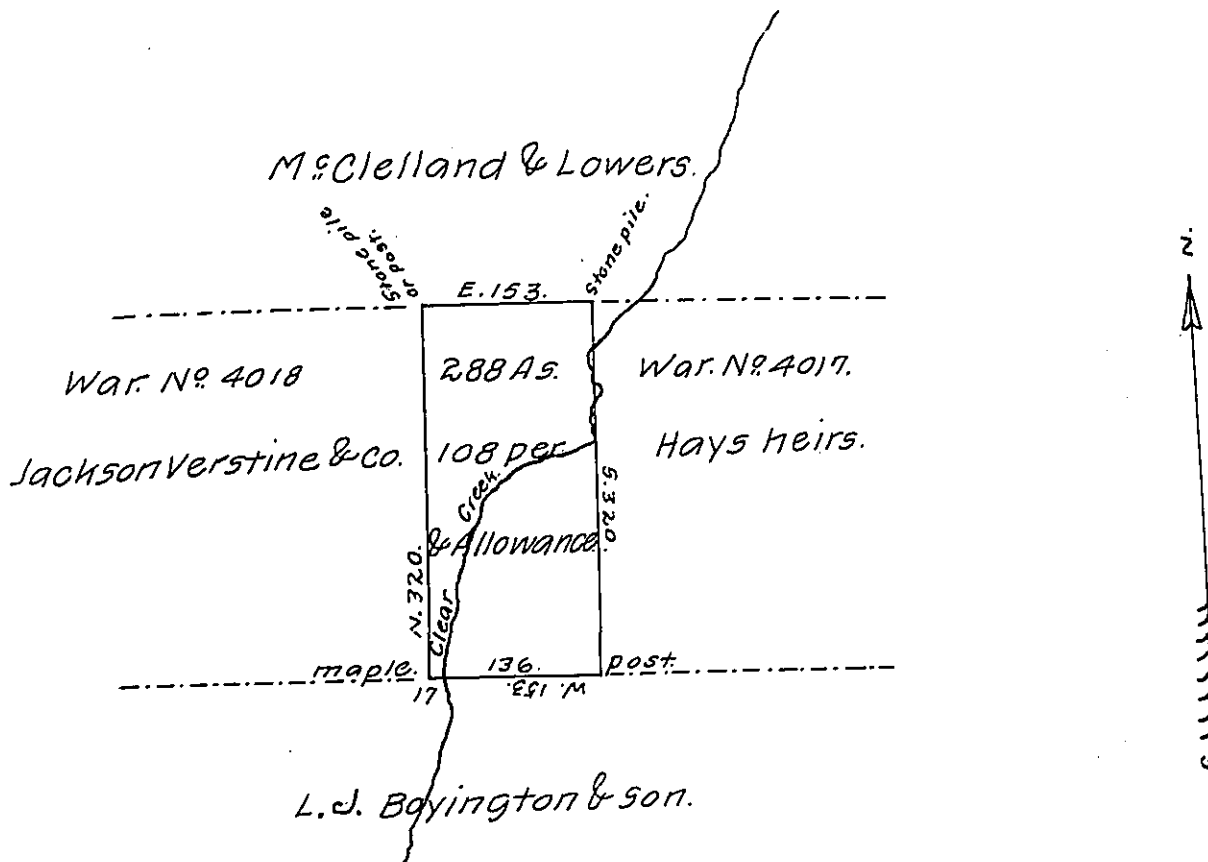 McClelland & Lowers.
Stone pile
or post.
Stone pile.
E. 153.
N.
War. No. 4018
288 As.
War. No. 4017.
Jackson Verstine & Co.
108 per.
Hays heirs.
& Allowance.
N. 320.
S. 320.
Clear Creek.
maple.
136.
post.
17
W. 153.
L. J. Boyington & Son.